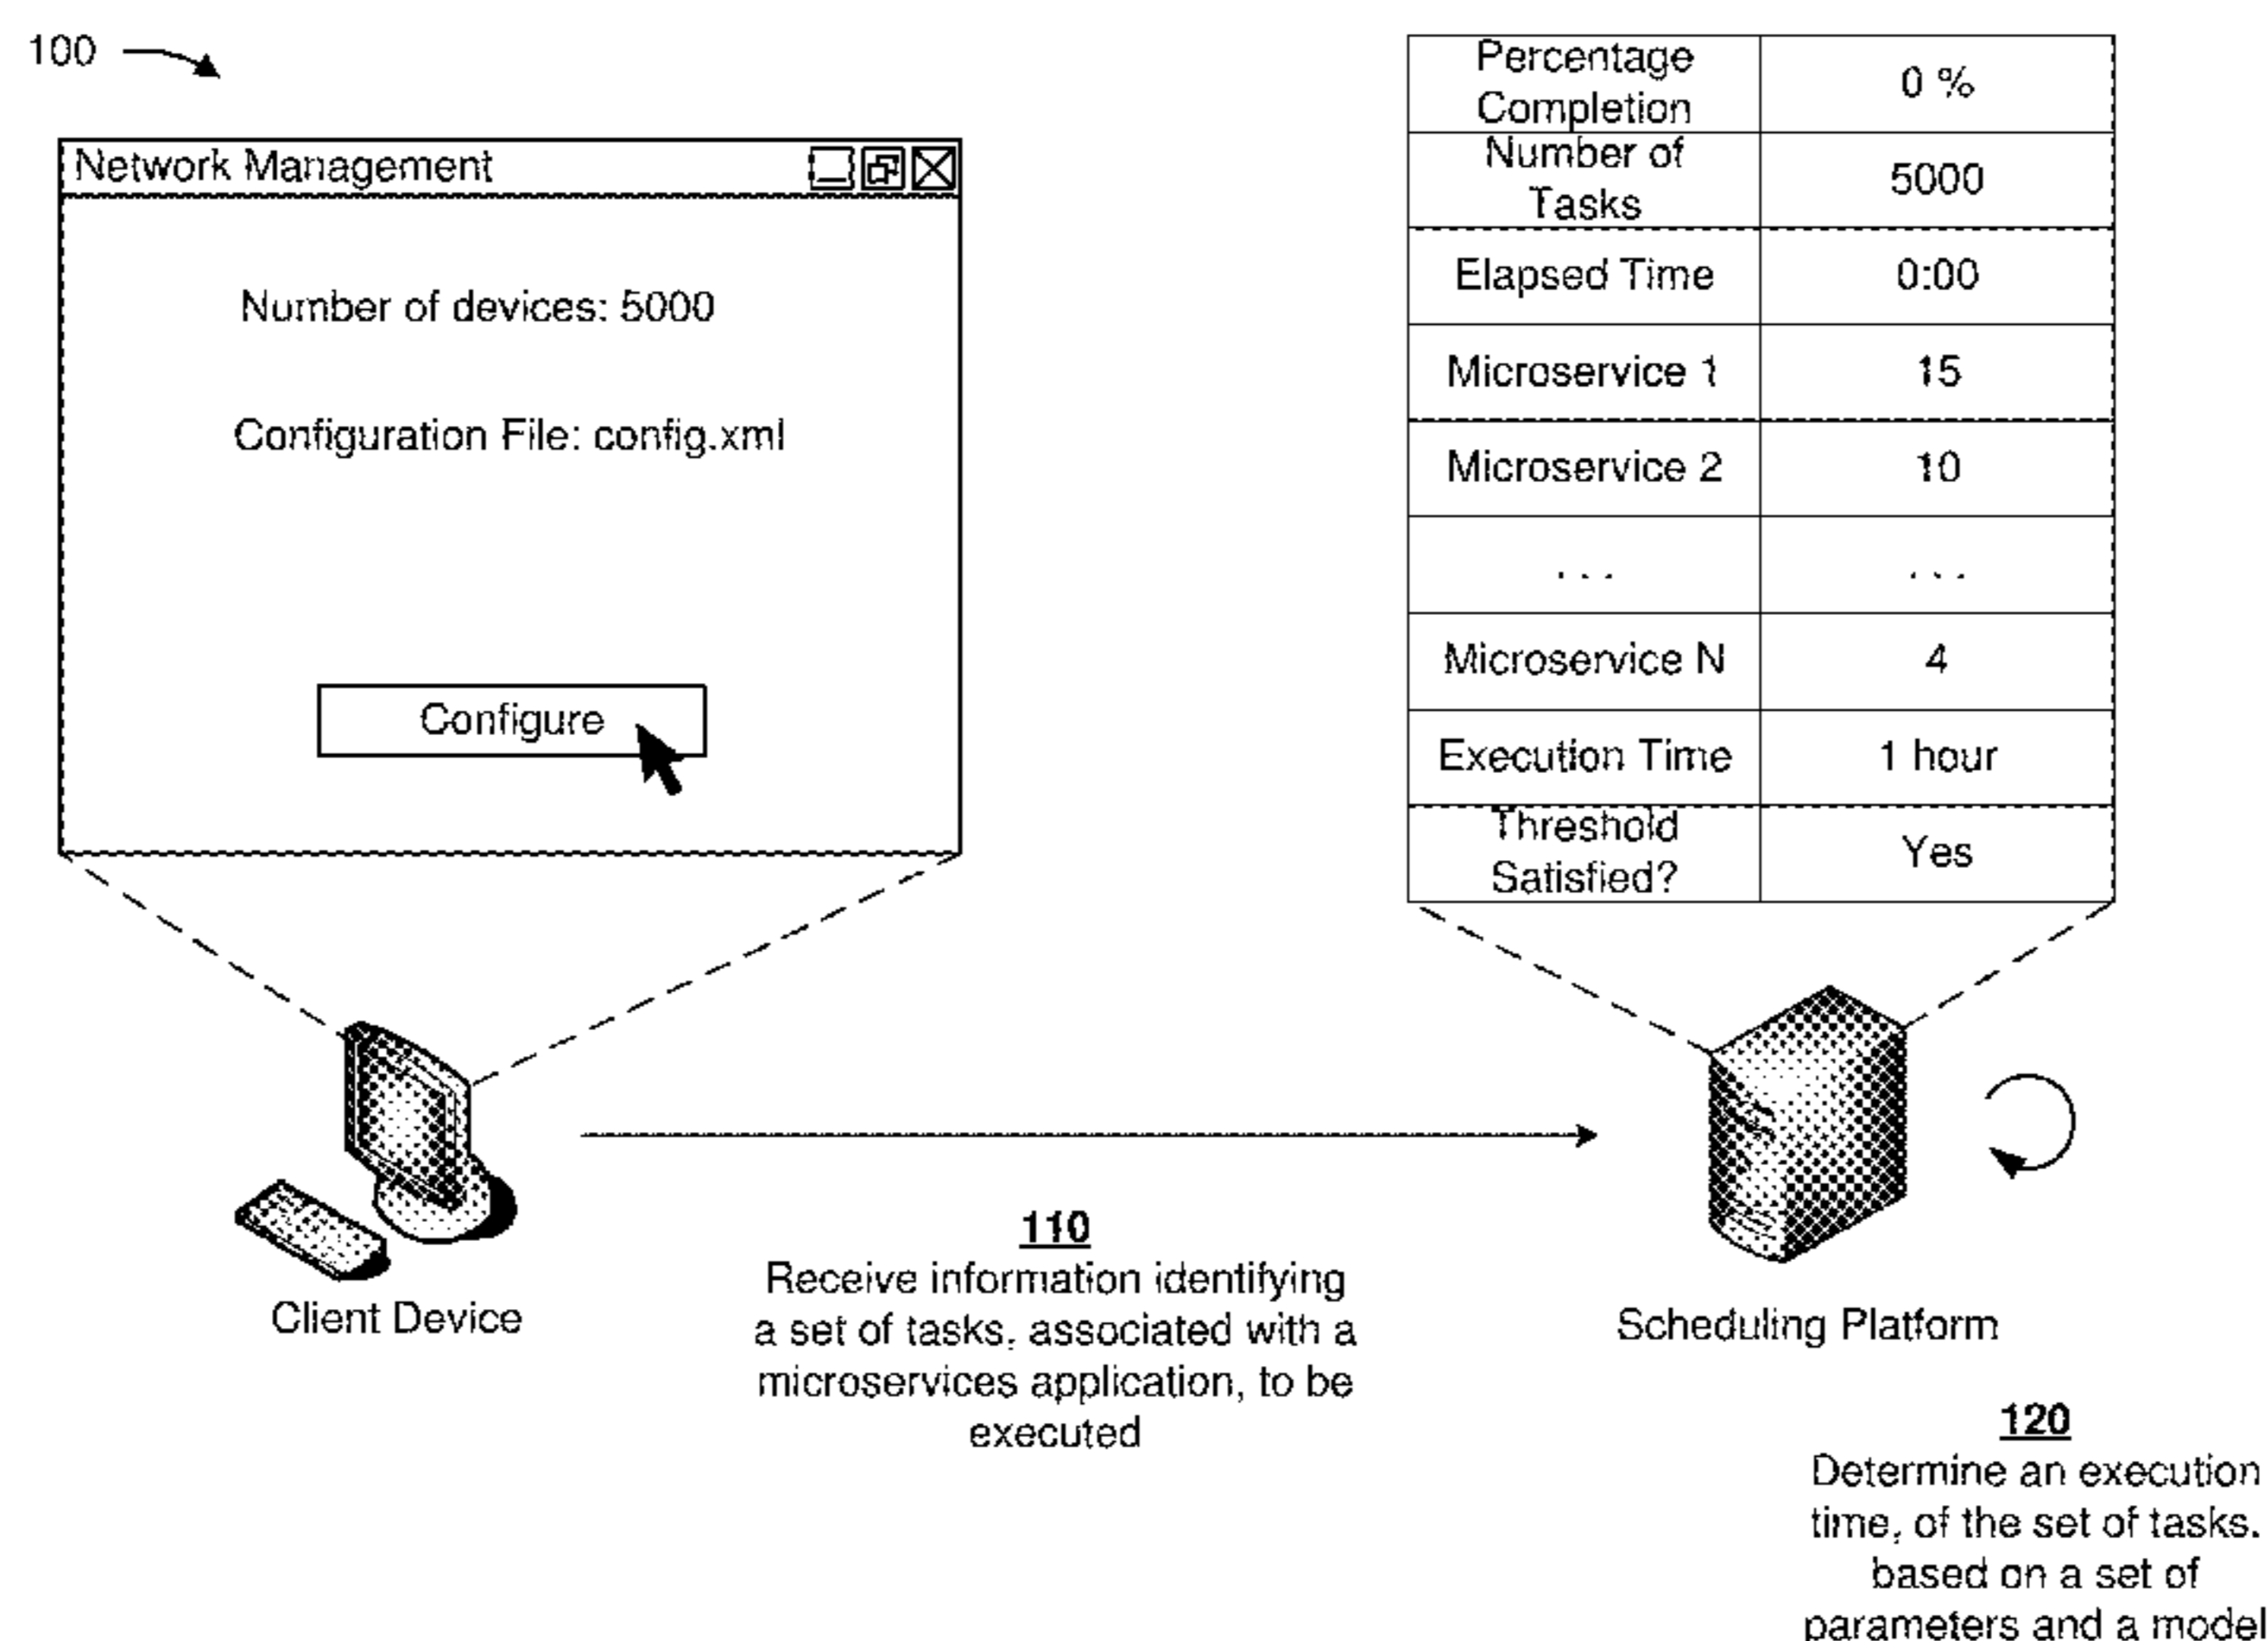 100
Network Management
Number of devices: 5000
Configuration File: config.xml
Configure
Percentage Completion 0 %
Number of Tasks 5000
Elapsed Time 0:00
Microservice 1 15
Microservice 2 10
... ...
Microservice N 4
Execution Time 1 hour
Threshold Satisfied? Yes
Client Device
110
Receive information identifying
a set of tasks, associated with a
microservices application, to be
executed
Scheduling Platform
120
Determine an execution
time, of the set of tasks,
based on a set of
parameters and a model